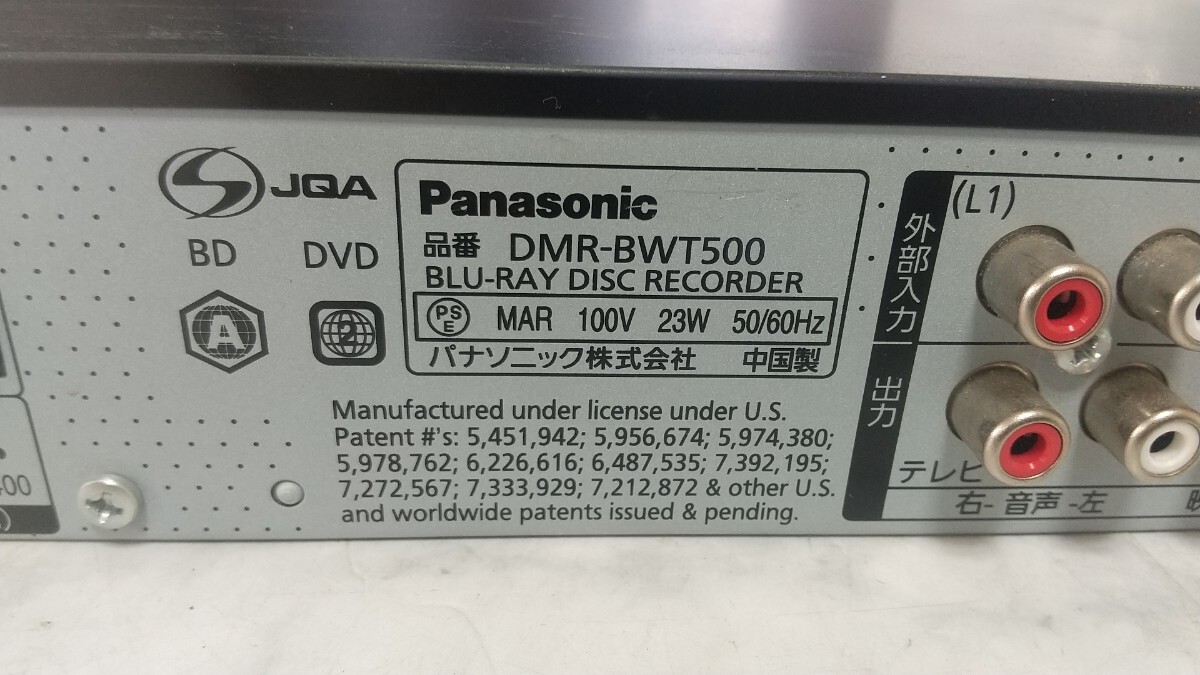 JQA
BD DVD
A 2
Panasonic
品番 DMR-BWT500
BLU-RAY DISC RECORDER
PSE MAR 100V 23W 50/60Hz
パナソニック株式会社 中国製
Manufactured under license under U.S.
Patent #'s: 5,451,942; 5,956,674; 5,974,380;
5,978,762; 6,226,616; 6,487,535; 7,392,195;
7,272,567; 7,333,929; 7,212,872 & other U.S.
and worldwide patents issued & pending.
(L1)
外部入力
出力
テレビ
右- 音声 -左